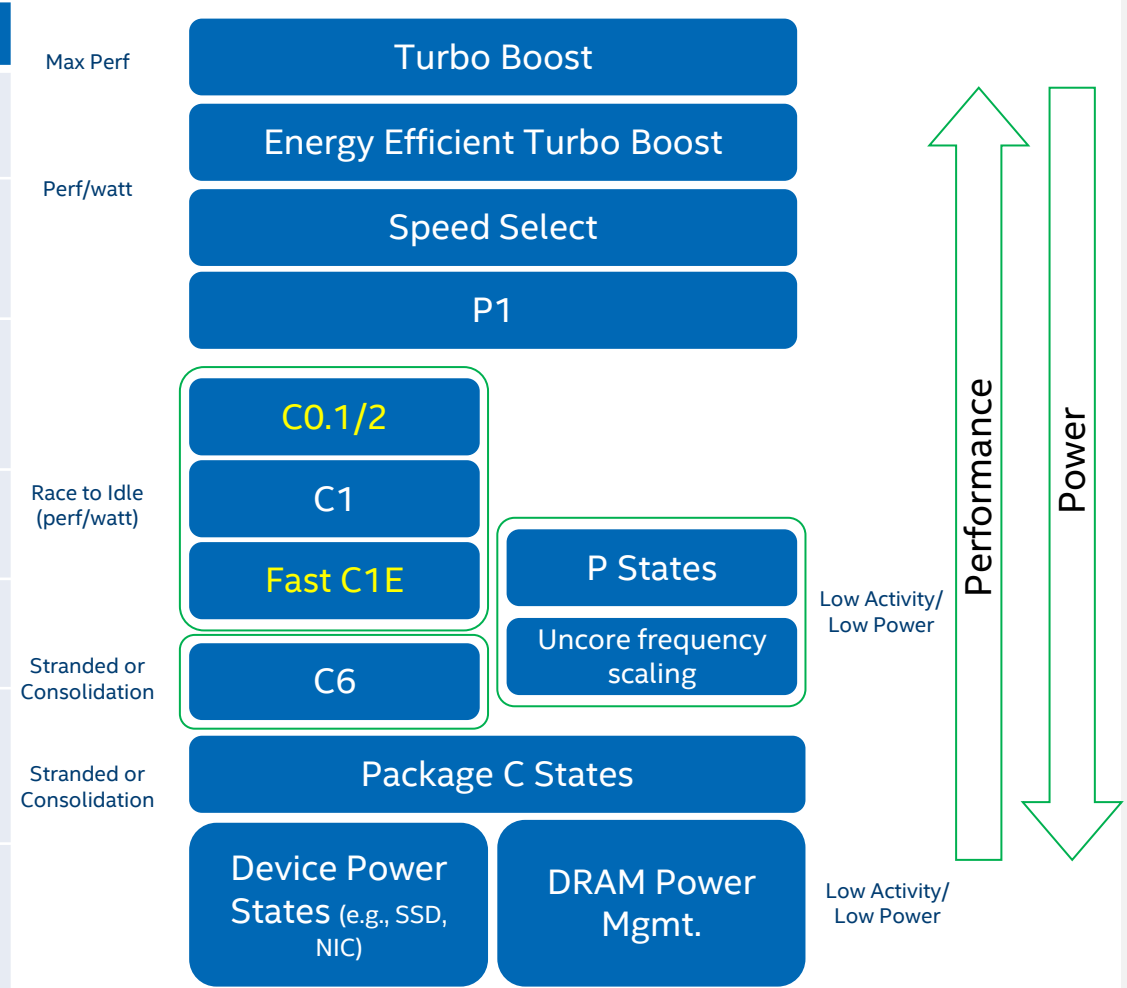 Max Perf
Turbo Boost
Energy Efficient Turbo Boost
Perf/watt
Speed Select
P1
C0.1/2
Race to Idle
(perf/watt)
C1
Fast C1E
P States
Uncore frequency
scaling
Low Activity/
Low Power
Stranded or
Consolidation
C6
Stranded or
Consolidation
Package C States
Device Power
States (e.g., SSD,
NIC)
DRAM Power
Mgmt.
Low Activity/
Low Power
Performance
Power